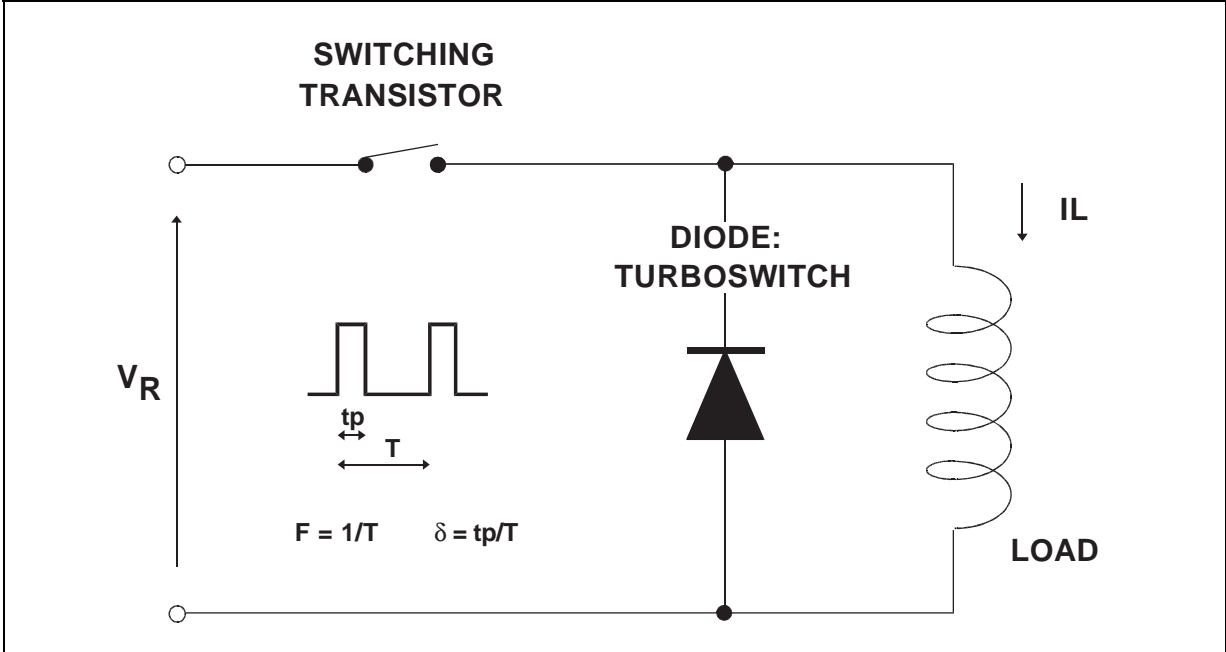 SWITCHING
TRANSISTOR
IL
DIODE:
TURBOSWITCH
VR
tp
T
F = 1/T δ = tp/T
LOAD